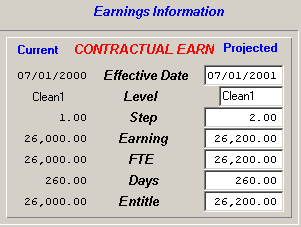 Earnings Information
Current CONTRACTUAL EARN Projected
07/01/2000 Effective Date 07/01/2001
Clean1 Level Clean1
1.00 Step 2.00
26,000.00 Earning 26,200.00
26,000.00 FTE 26,200.00
260.00 Days 260.00
26,000.00 Entitle 26,200.00